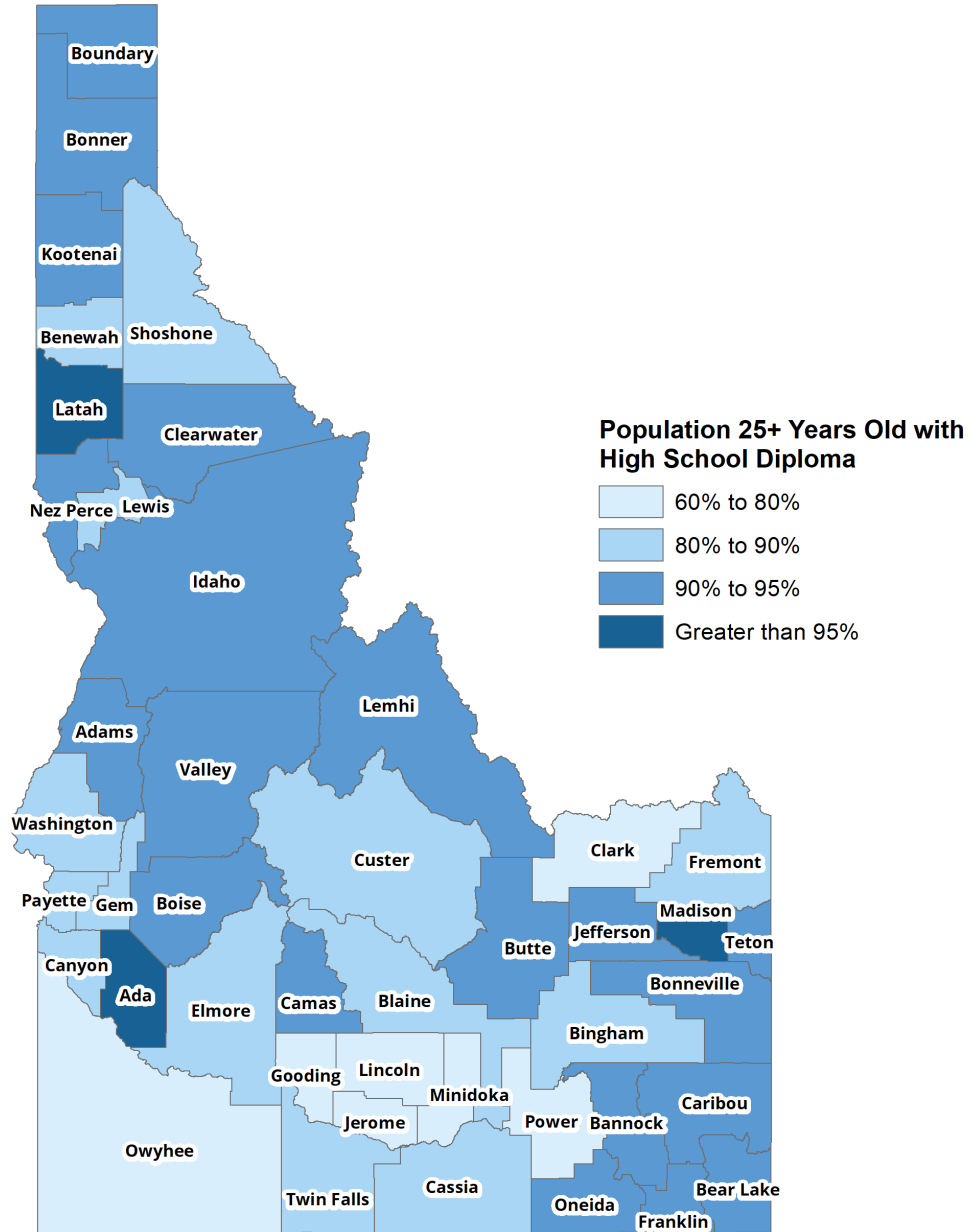 Boundary
Bonner
Kootenai
Benewah
Shoshone
Latah
Clearwater
Population 25+ Years Old with
High School Diploma
60% to 80%
80% to 90%
90% to 95%
Greater than 95%
Nez Perce
Lewis
Idaho
Lemhi
Adams
Valley
Washington
Custer
Clark
Fremont
Payette
Gem
Boise
Madison
Jefferson
Teton
Butte
Canyon
Ada
Elmore
Camas
Blaine
Bonneville
Bingham
Gooding
Lincoln
Minidoka
Jerome
Power
Bannock
Caribou
Owyhee
Twin Falls
Cassia
Oneida
Bear Lake
Franklin